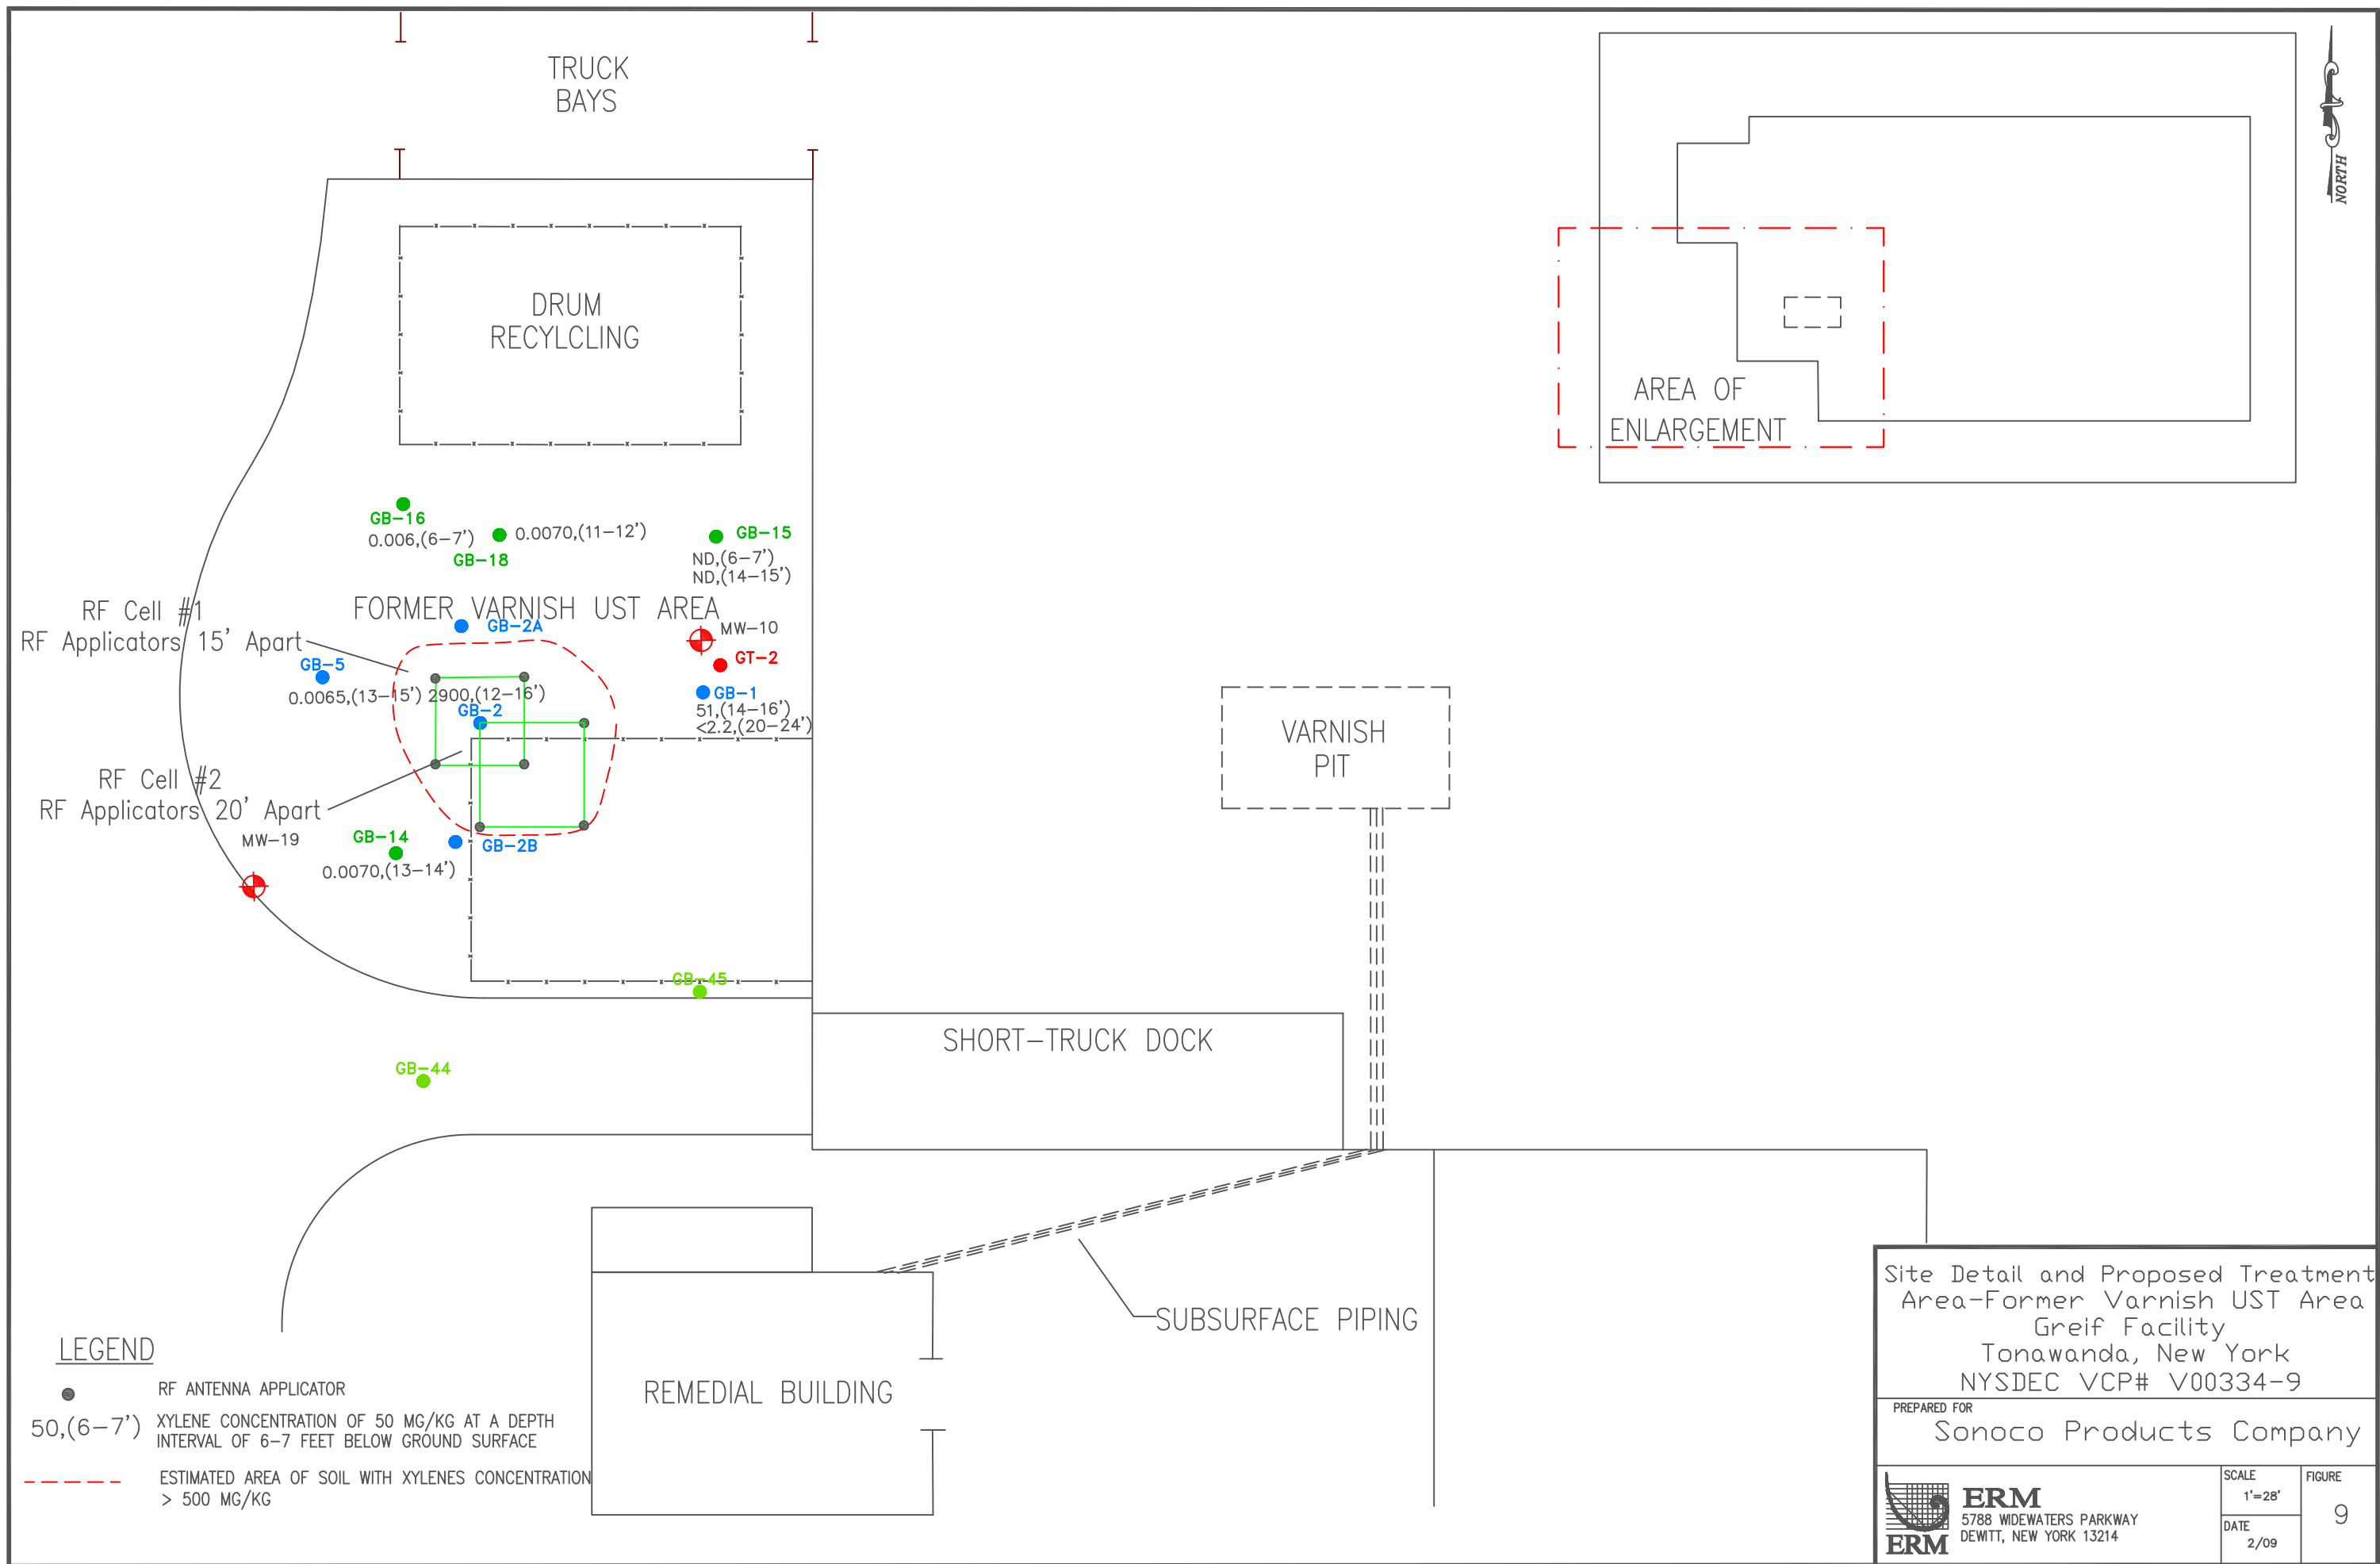 TRUCK
BAYS
NORTH
DRUM
RECYLCLING
AREA OF
ENLARGEMENT
GB-16
0.006,(6-7')
0.0070,(11-12')
GB-18
GB-15
ND,(6-7')
ND,(14-15')
RF Cell #1
RF Applicators 15' Apart
FORMER VARNISH UST AREA
GB-2A
MW-10
GT-2
GB-5
0.0065,(13-15')
2900,(12-16')
GB-2
GB-1
51,(14-16')
<2.2,(20-24')
VARNISH
PIT
RF Cell #2
RF Applicators 20' Apart
MW-19
GB-14
0.0070,(13-14')
GB-2B
GB-45
GB-44
SHORT-TRUCK DOCK
SUBSURFACE PIPING
REMEDIAL BUILDING
LEGEND
RF ANTENNA APPLICATOR
50,(6-7')
XYLENE CONCENTRATION OF 50 MG/KG AT A DEPTH
INTERVAL OF 6-7 FEET BELOW GROUND SURFACE
ESTIMATED AREA OF SOIL WITH XYLENES CONCENTRATION
> 500 MG/KG
Site Detail and Proposed Treatment
Area-Former Varnish UST Area
Greif Facility
Tonawanda, New York
NYSDEC VCP# V00334-9
PREPARED FOR
Sonoco Products Company
ERM
ERM
5788 WIDEWATERS PARKWAY
DEWITT, NEW YORK 13214
SCALE
1'=28'
DATE
2/09
FIGURE
9